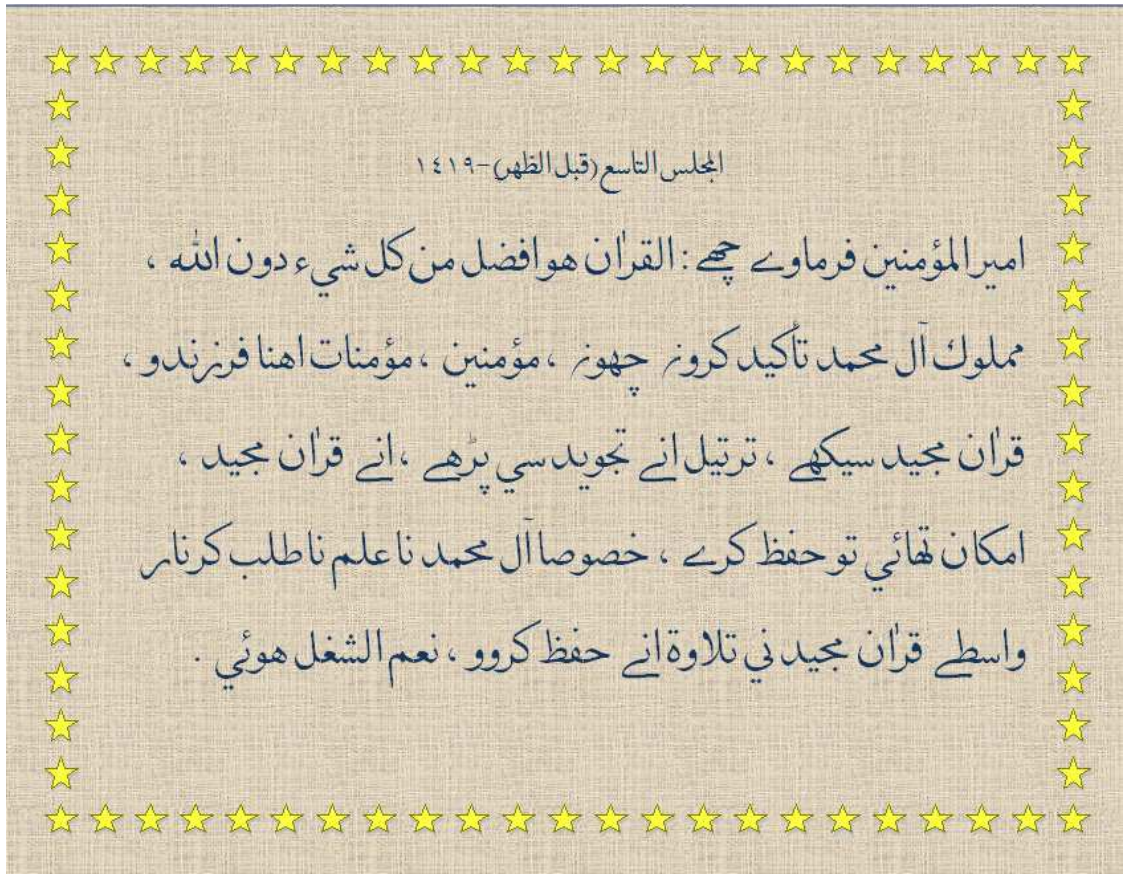 المجلس التاسع (قبل الظهر)-١٤١٩
امير المؤمنين فرماوے چھے : القراٰن هو افضل من كل شيء دون الله ،
مملوك آل محمد تأكيد كروں چھوں ، مؤمنين ، مؤمنات اهنا فرزندو ،
قراٰن مجيد سيكھے ، ترتيل انے تجويد سي پڑھے ، انے قراٰن مجيد ،
امكان تھائي تو حفظ كرے ، خصوصا آل محمد نا علم نا طلب كرنار
واسطے قراٰن مجيد ني تلاوة انے حفظ كروو ، نعم الشغل هوئي .